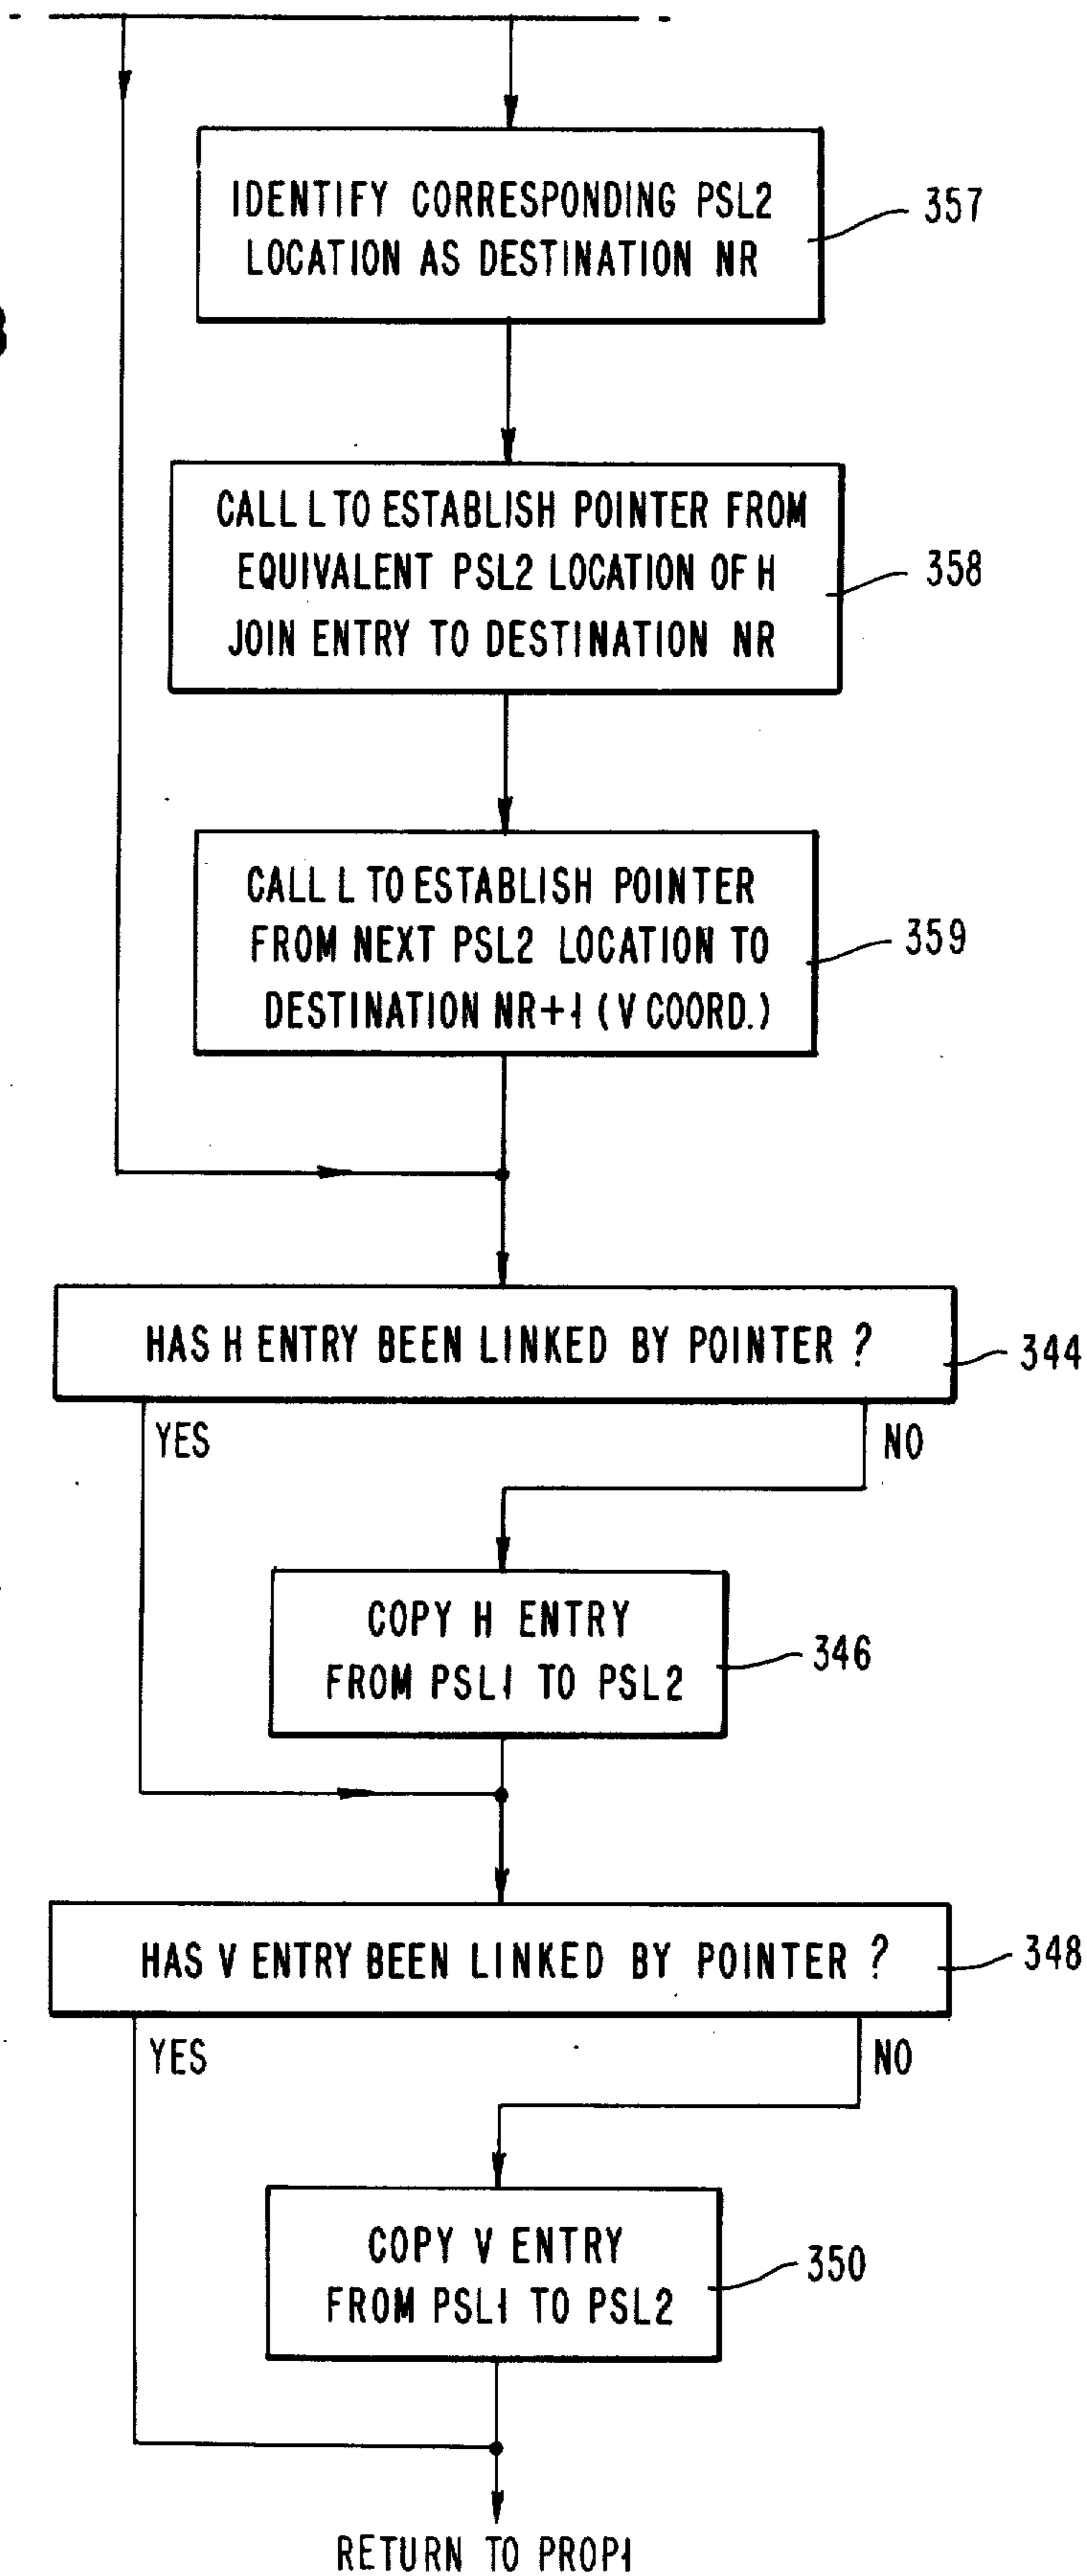 IDENTIFY CORRESPONDING PSL2
LOCATION AS DESTINATION NR
357
CALL L TO ESTABLISH POINTER FROM
EQUIVALENT PSL2 LOCATION OF H
JOIN ENTRY TO DESTINATION NR
358
CALL L TO ESTABLISH POINTER
FROM NEXT PSL2 LOCATION TO
DESTINATION NR+1 (V COORD.)
359
HAS H ENTRY BEEN LINKED BY POINTER ?
344
YES
NO
COPY H ENTRY
FROM PSL1 TO PSL2
346
HAS V ENTRY BEEN LINKED BY POINTER ?
348
YES
NO
COPY V ENTRY
FROM PSL1 TO PSL2
350
RETURN TO PROP1